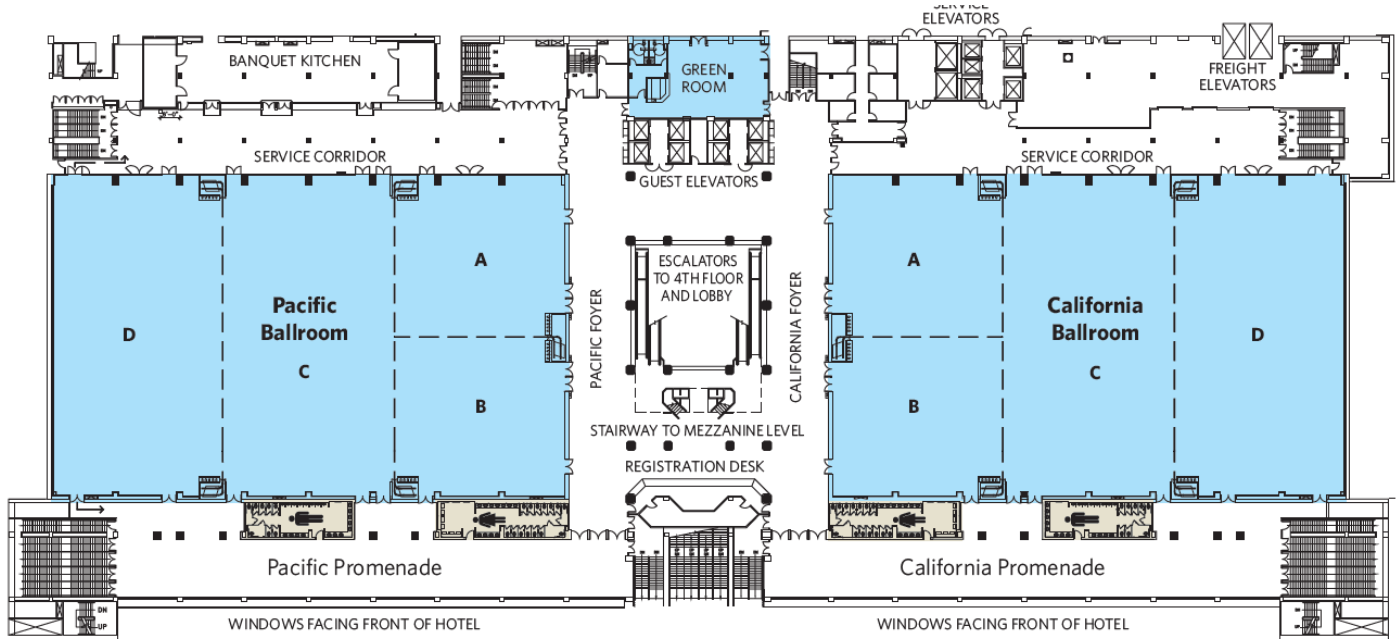 SERVICE
ELEVATORS
BANQUET KITCHEN
GREEN
ROOM
FREIGHT
ELEVATORS
UP
UP
SERVICE CORRIDOR
SERVICE CORRIDOR
GUEST ELEVATORS
A
ESCALATORS
TO 4TH FLOOR
AND LOBBY
A
Pacific
Ballroom
D
C
B
PACIFIC FOYER
CALIFORNIA FOYER
California
Ballroom
D
C
B
STAIRWAY TO MEZZANINE LEVEL
REGISTRATION DESK
Pacific Promenade
California Promenade
DN
UP
WINDOWS FACING FRONT OF HOTEL
WINDOWS FACING FRONT OF HOTEL